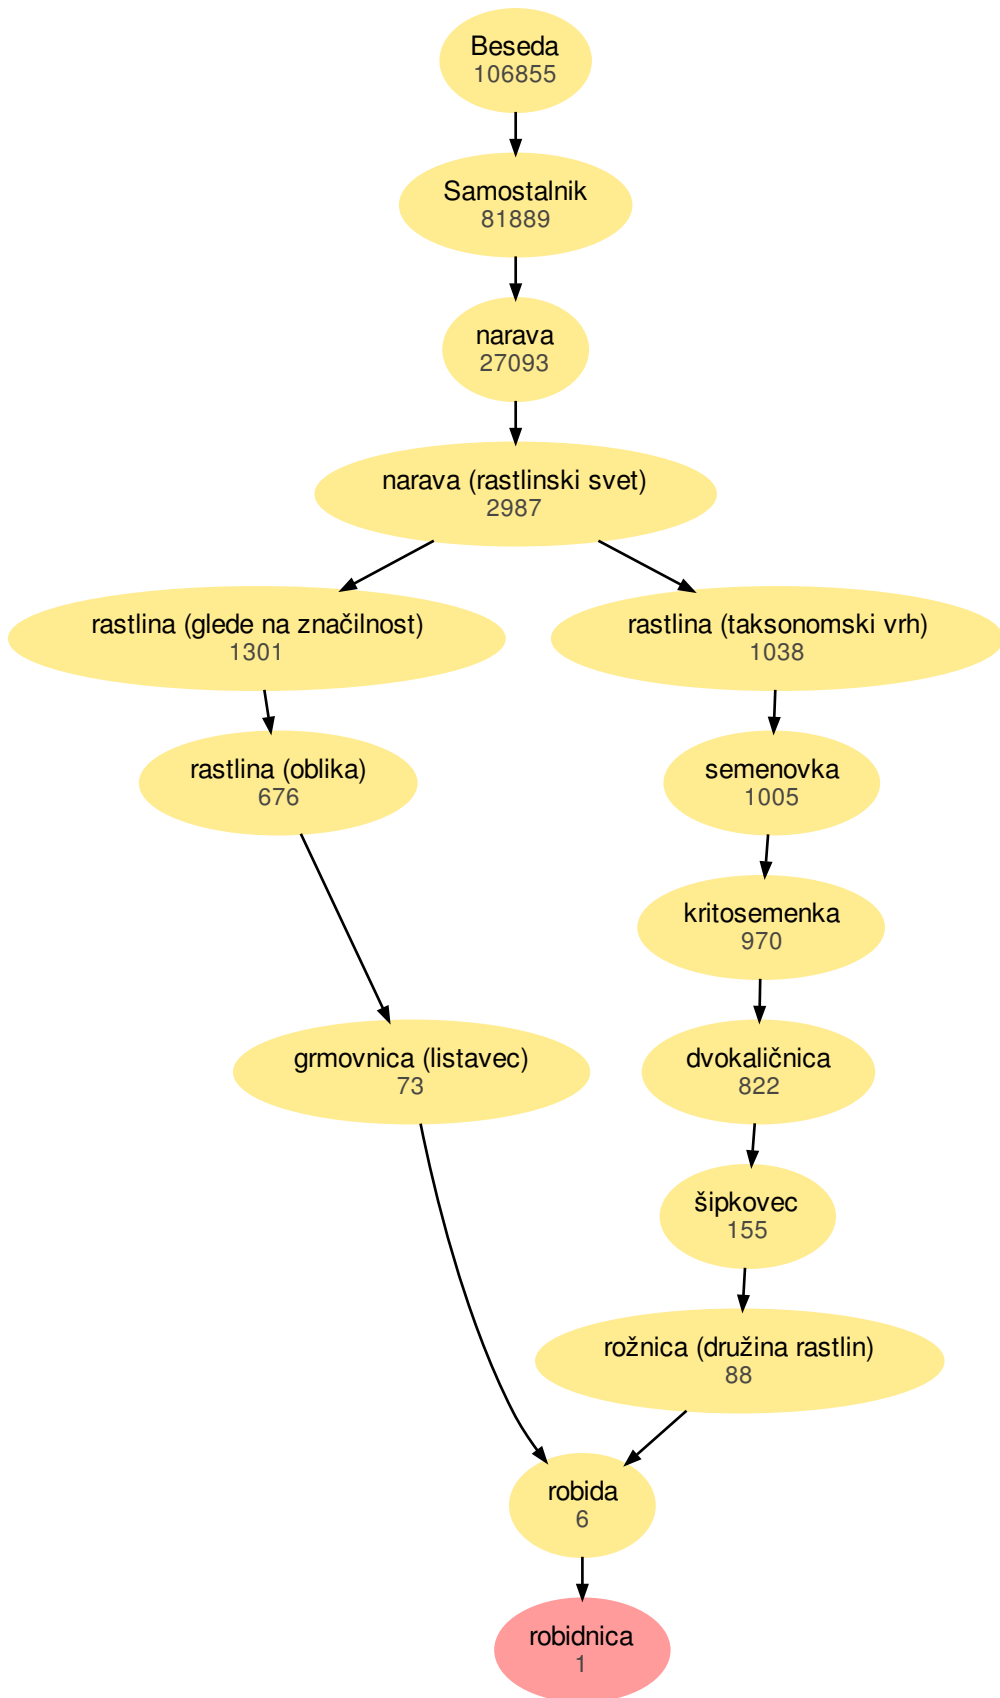 Beseda
106855
Samostalnik
81889
narava
27093
narava (rastlinski svet)
2987
rastlina (glede na značilnost)
1301
rastlina (taksonomski vrh)
1038
rastlina (oblika)
676
semenovka
1005
kritosemenka
970
grmovnica (listavec)
73
dvokaličnica
822
šipkovec
155
rožnica (družina rastlin)
88
robida
6
robidnica
1